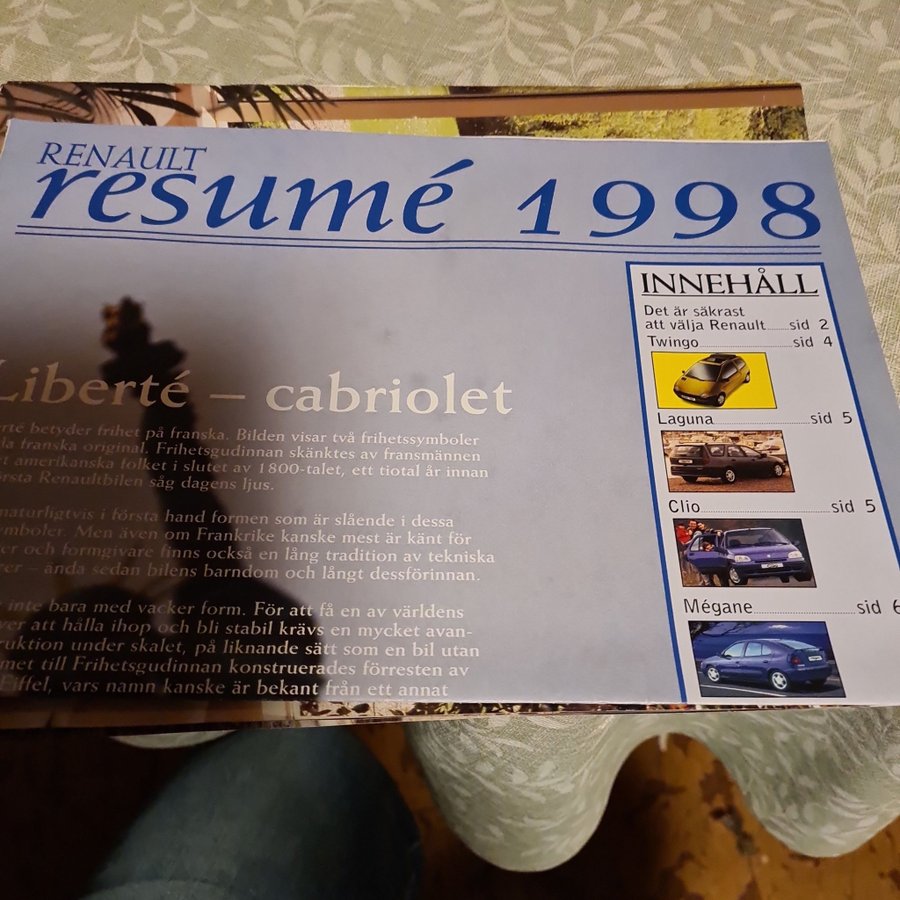 RENAULT
resumé 1998
INNEHÅLL
Det är säkrast
att välja Renault......sid 2
Twingo ..................sid 4
Laguna ..................sid 5
Clio ........................sid 5
Mégane .................sid 6
Liberté – cabriolet
betyder frihet på franska. Bilden visar två frihetssymboler
franska original. Frihetsgudinnan skänktes av fransmännen
amerikanska folket i slutet av 1800-talet, ett tiotal år innan
Renaultbilen såg dagens ljus.
naturligtvis i första hand formen som är slående i dessa
Men även om Frankrike kanske mest är känt för
och formgivare finns också en lång tradition av tekniska
- ända sedan bilens barndom och långt dessförinnan.
inte bara med vacker form. För att få en av världens
att hålla ihop och bli stabil krävs en mycket avan-
under skalet, på liknande sätt som en bil utan
till Frihetsgudinnan konstruerades förresten av
Eiffel, vars namn kanske är bekant från ett annat